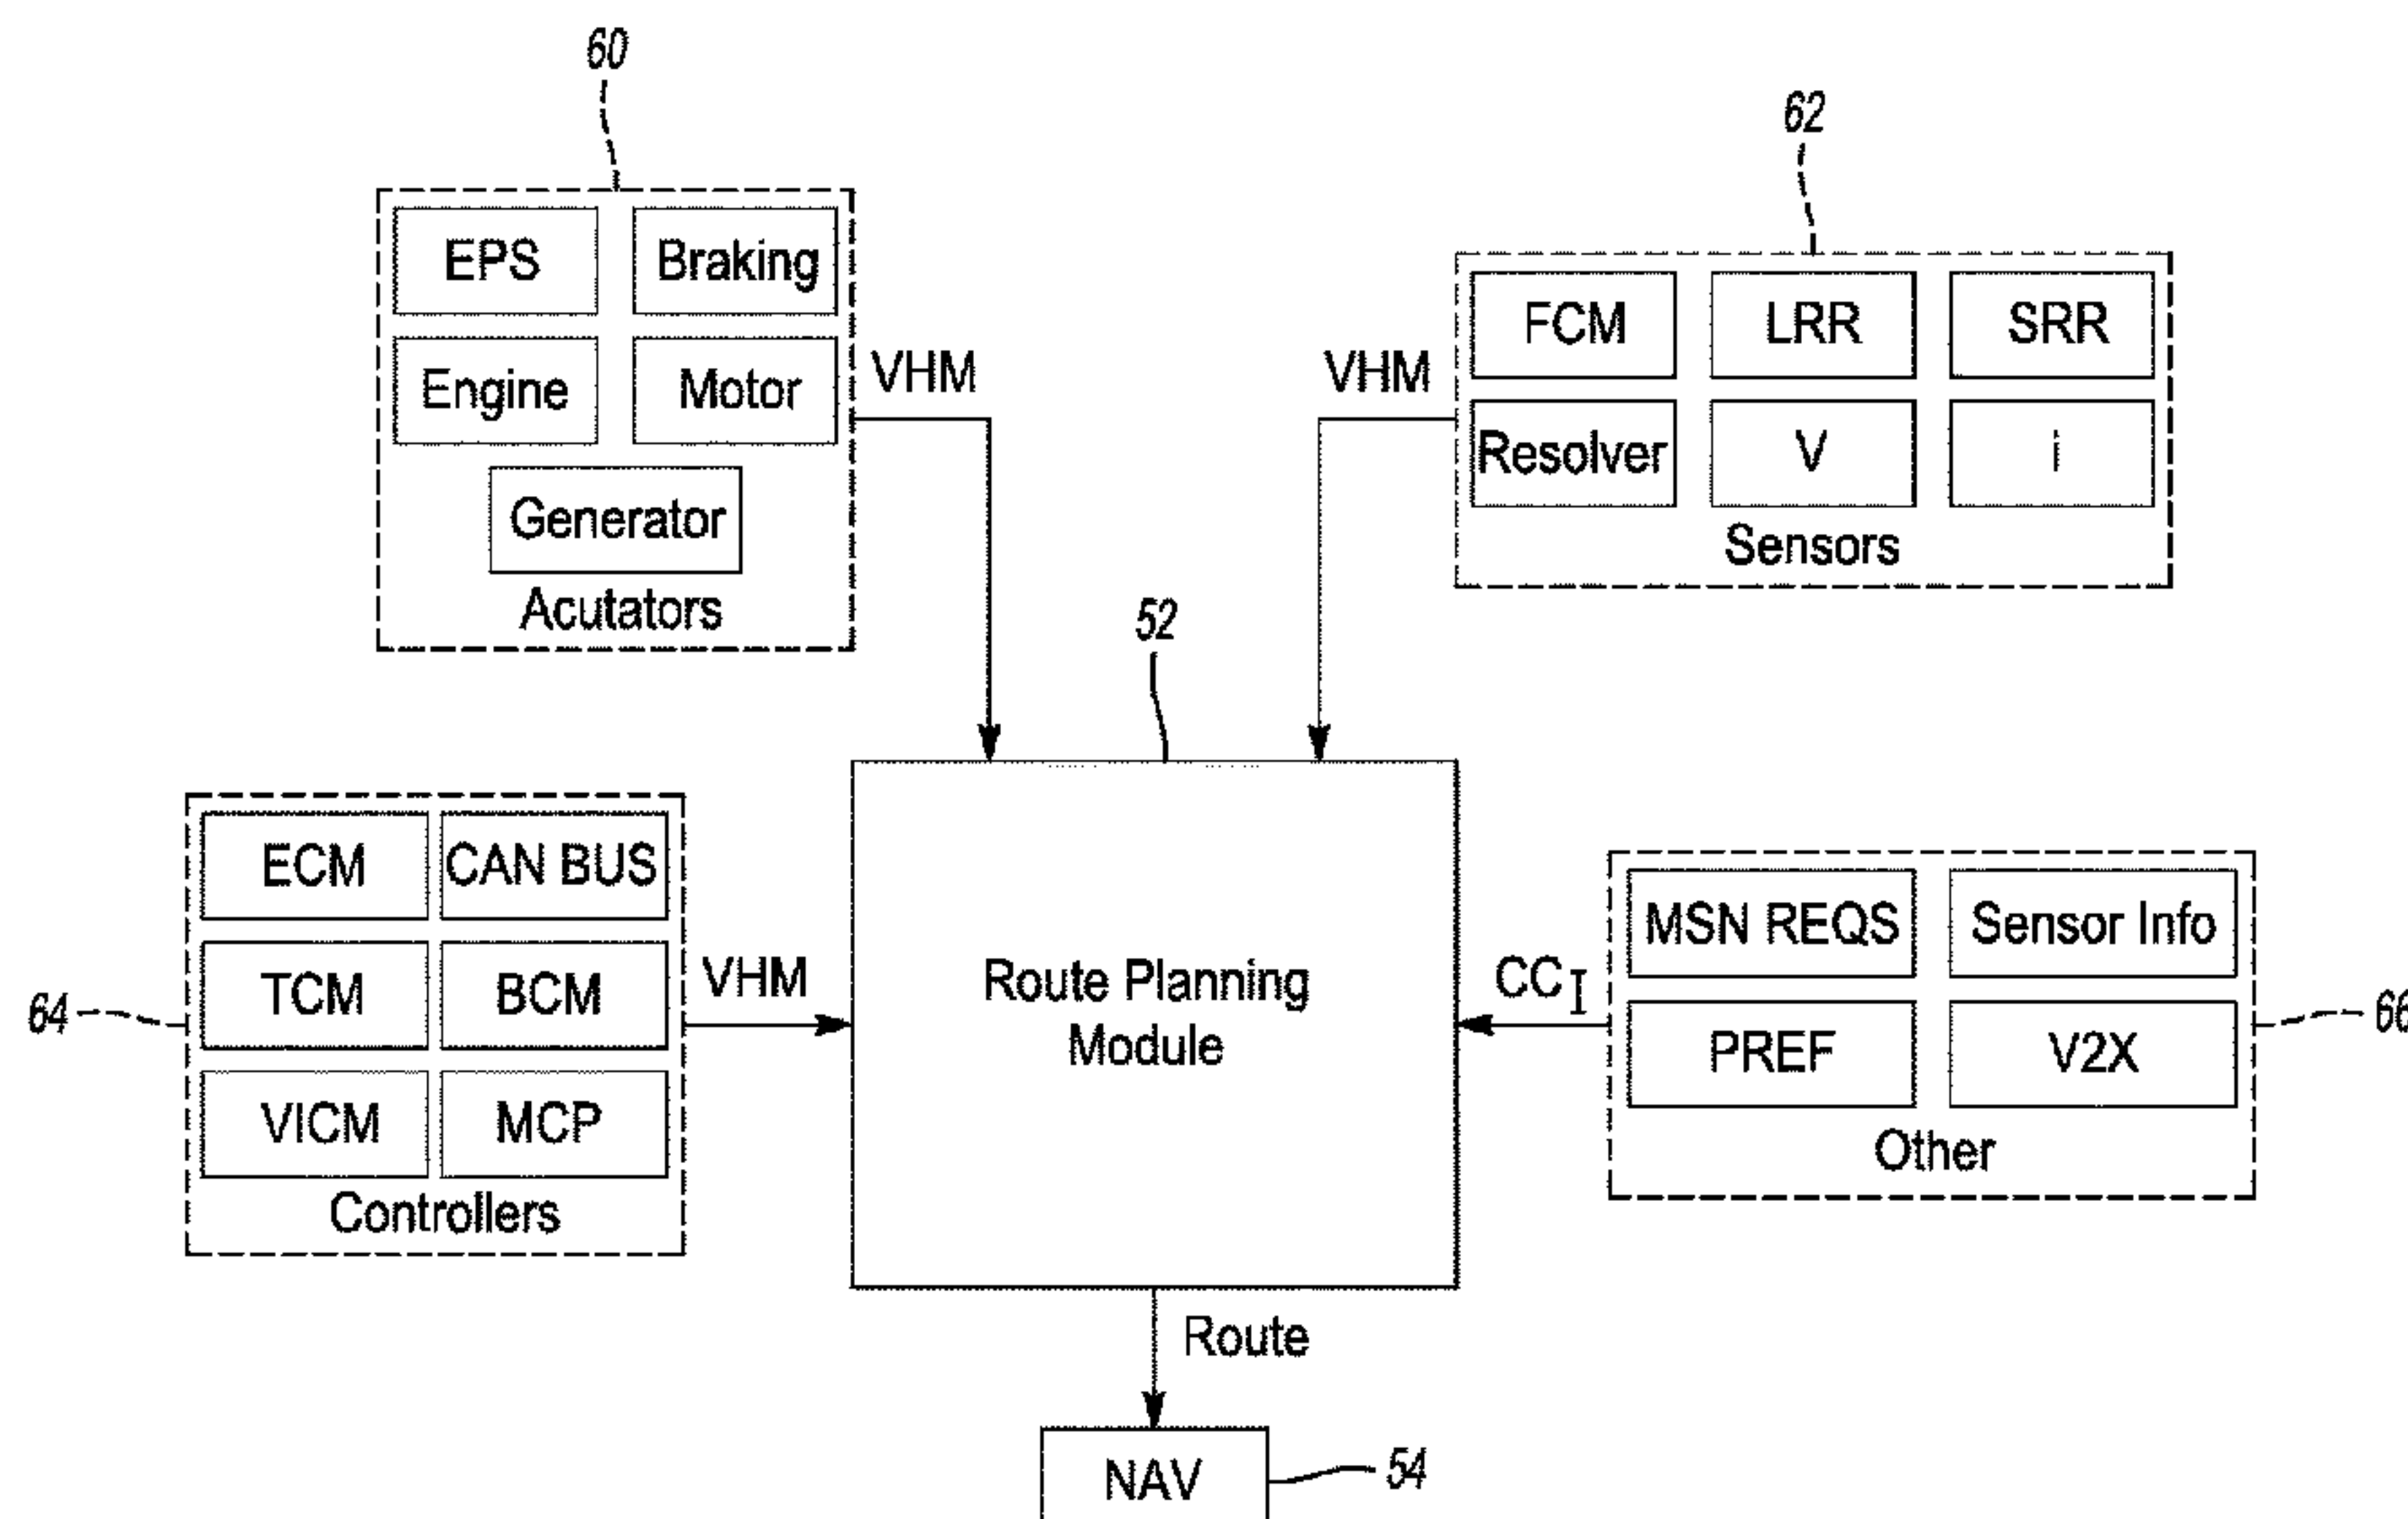 60
62
EPS
Braking
Engine
Motor
Generator
Acutators
VHM
VHM
FCM
LRR
SRR
Resolver
V
i
Sensors
52
64
ECM
CAN BUS
TCM
BCM
VICM
MCP
Controllers
VHM
Route Planning
Module
CCI
MSN REQS
Sensor Info
PREF
V2X
Other
66
Route
NAV
54